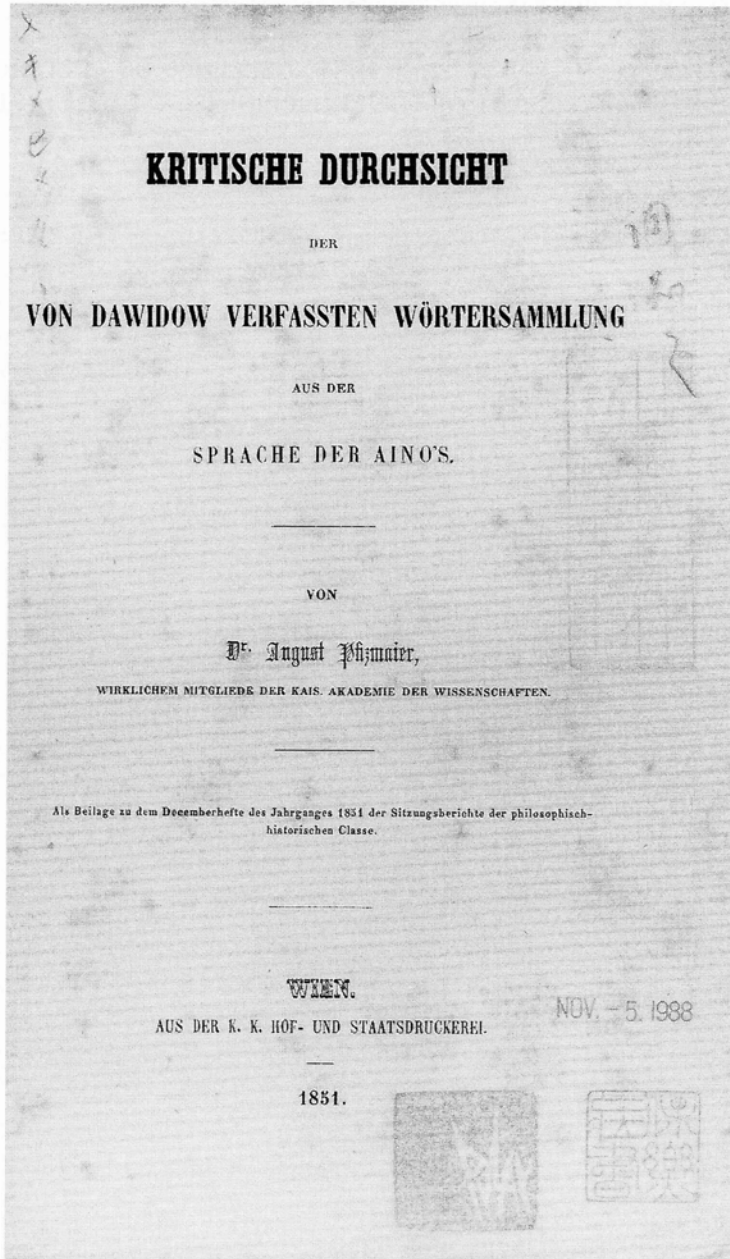 KRITISCHE DURCHSICHT
DER
VON DAWIDOW VERFASSTEN WÖRTERSAMMLUNG
AUS DER
SPRACHE DER AINO'S.
VON
Dr. August Pfizmaier,
WIRKLICHEM MITGLIEDE DER KAIS. AKADEMIE DER WISSENSCHAFTEN.
Als Beilage zu dem Decemberhefte des Jahrganges 1851 der Sitzungsberichte der philosophisch-
historischen Classe.
WIEN.
AUS DER K. K. HOF- UND STAATSDRUCKEREI.
NOV. -5. 1988
1851.